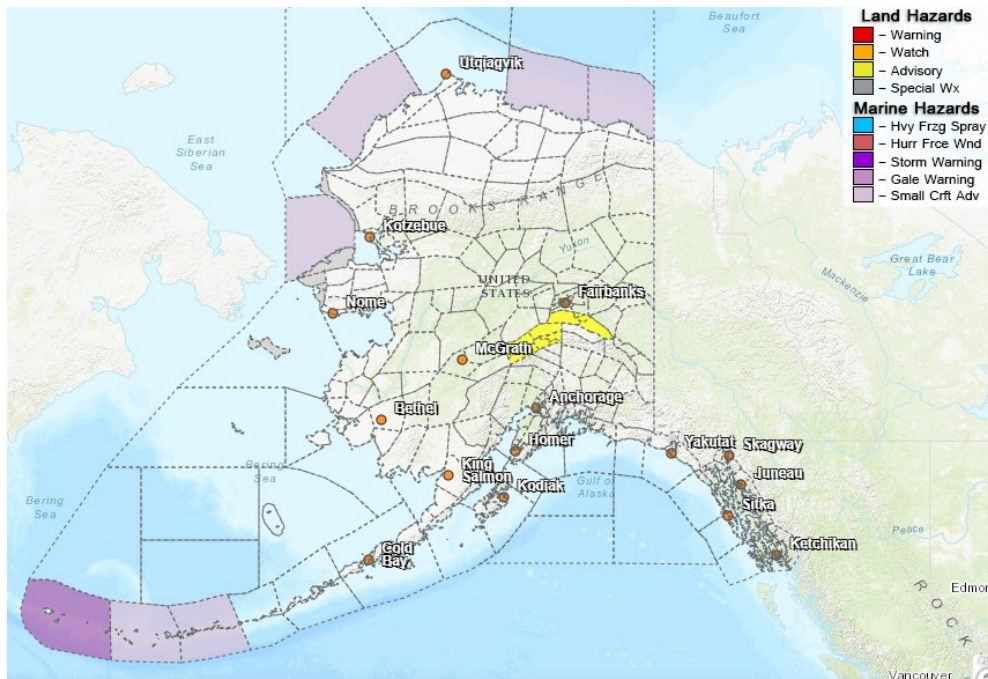 Land Hazards
– Warning
– Watch
– Advisory
– Special Wx
Marine Hazards
– Hvy Frzg Spray
– Hurr Frce Wnd
– Storm Warning
– Gale Warning
– Small Crft Adv
Beaufort
Sea
Utqiagvik
East
Siberian
Sea
BROOKS RANGE
Kotzebue
Great Bear
Lake
Yukon
Mackenzie
UNITED
STATES
Fairbanks
Nome
McGrath
Anchorage
Bethel
Homer
Yakutat
Skagway
King
Salmon
Bering
Sea
Juneau
Kodiak
Gulf of
Alaska
Bering
Sea
Sitka
Peace
Ketchikan
Cold
Bay
Edmo
ROCK
Vancouver